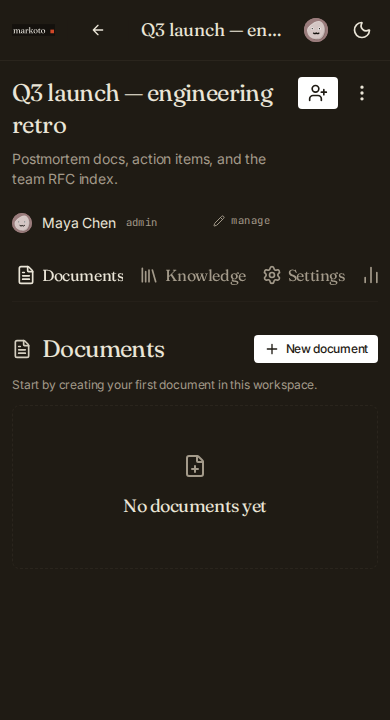 markoto
Q3 launch — en...
Q3 launch — engineering
retro
Postmortem docs, action items, and the
team RFC index.
Maya Chen admin manage
Documents Knowledge Settings
Documents
New document
Start by creating your first document in this workspace.
No documents yet